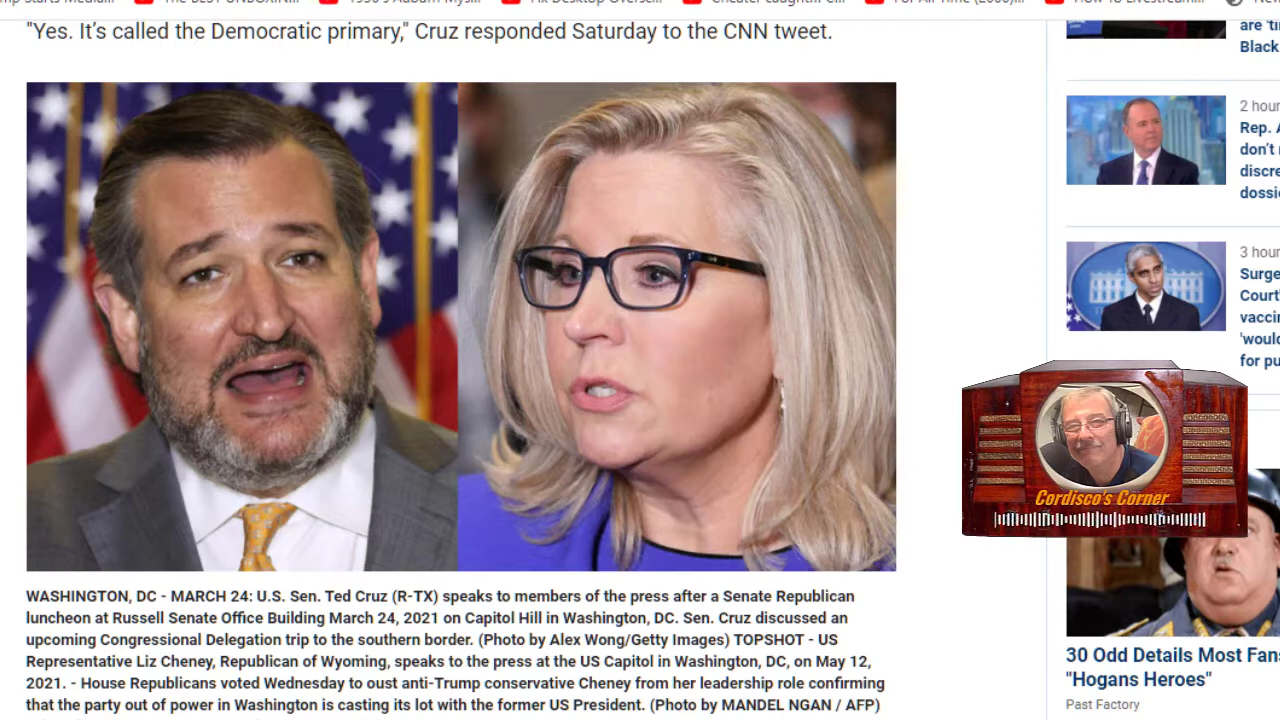 "Yes. It's called the Democratic primary," Cruz responded Saturday to the CNN tweet.
WASHINGTON, DC - MARCH 24: U.S. Sen. Ted Cruz (R-TX) speaks to members of the press after a Senate Republican
luncheon at Russell Senate Office Building March 24, 2021 on Capitol Hill in Washington, DC. Sen. Cruz discussed an
upcoming Congressional Delegation trip to the southern border. (Photo by Alex Wong/Getty Images) TOPSHOT - US
Representative Liz Cheney, Republican of Wyoming, speaks to the press at the US Capitol in Washington, DC, on May 12,
2021. - House Republicans voted Wednesday to oust anti-Trump conservative Cheney from her leadership role confirming
that the party out of power in Washington is casting its lot with the former US President. (Photo by MANDEL NGAN / AFP)
are 'ti
Black
2 hour
Rep. A
don't
discre
dossi
3 hour
Surge
Court'
vaccin
'would
for pu
Cordisco's Corner
30 Odd Details Most Fans
"Hogans Heroes"
Past Factory